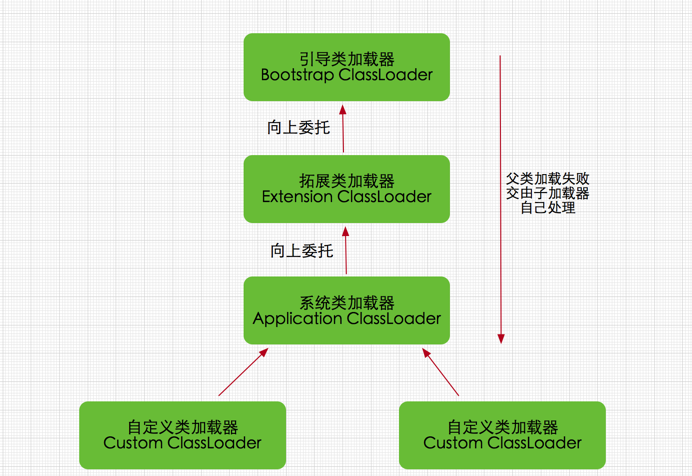 引导类加载器
Bootstrap ClassLoader
向上委托
拓展类加载器
Extension ClassLoader
父类加载失败
交由子加载器
自己处理
向上委托
系统类加载器
Application ClassLoader
自定义类加载器
Custom ClassLoader
自定义类加载器
Custom ClassLoader